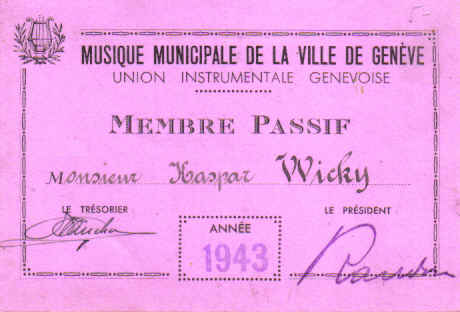 5.-
MUSIQUE MUNICIPALE DE LA VILLE DE GENÈVE
UNION INSTRUMENTALE GENEVOISE
MEMBRE PASSIF
Monsieur Kaspar Wicky
LE TRÉSORIER
LE PRÉSIDENT
ANNÉE
1943